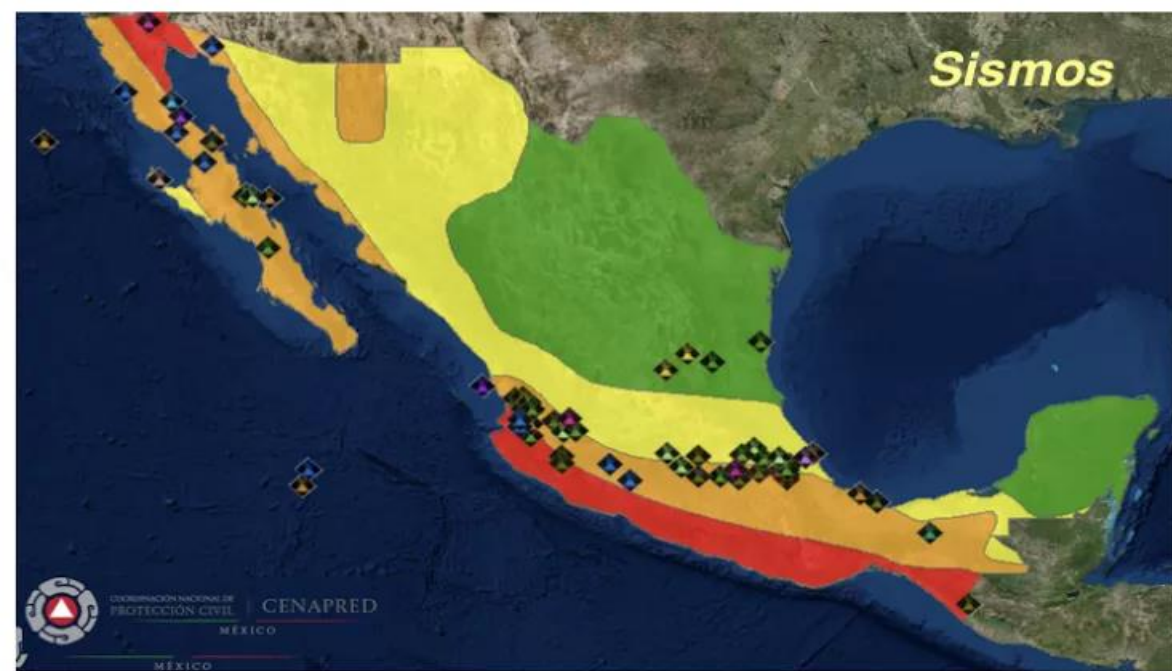 Sismos
COORDINACIÓN NACIONAL DE
PROTECCIÓN CIVIL
CENAPRED
MÉXICO
MÉXICO